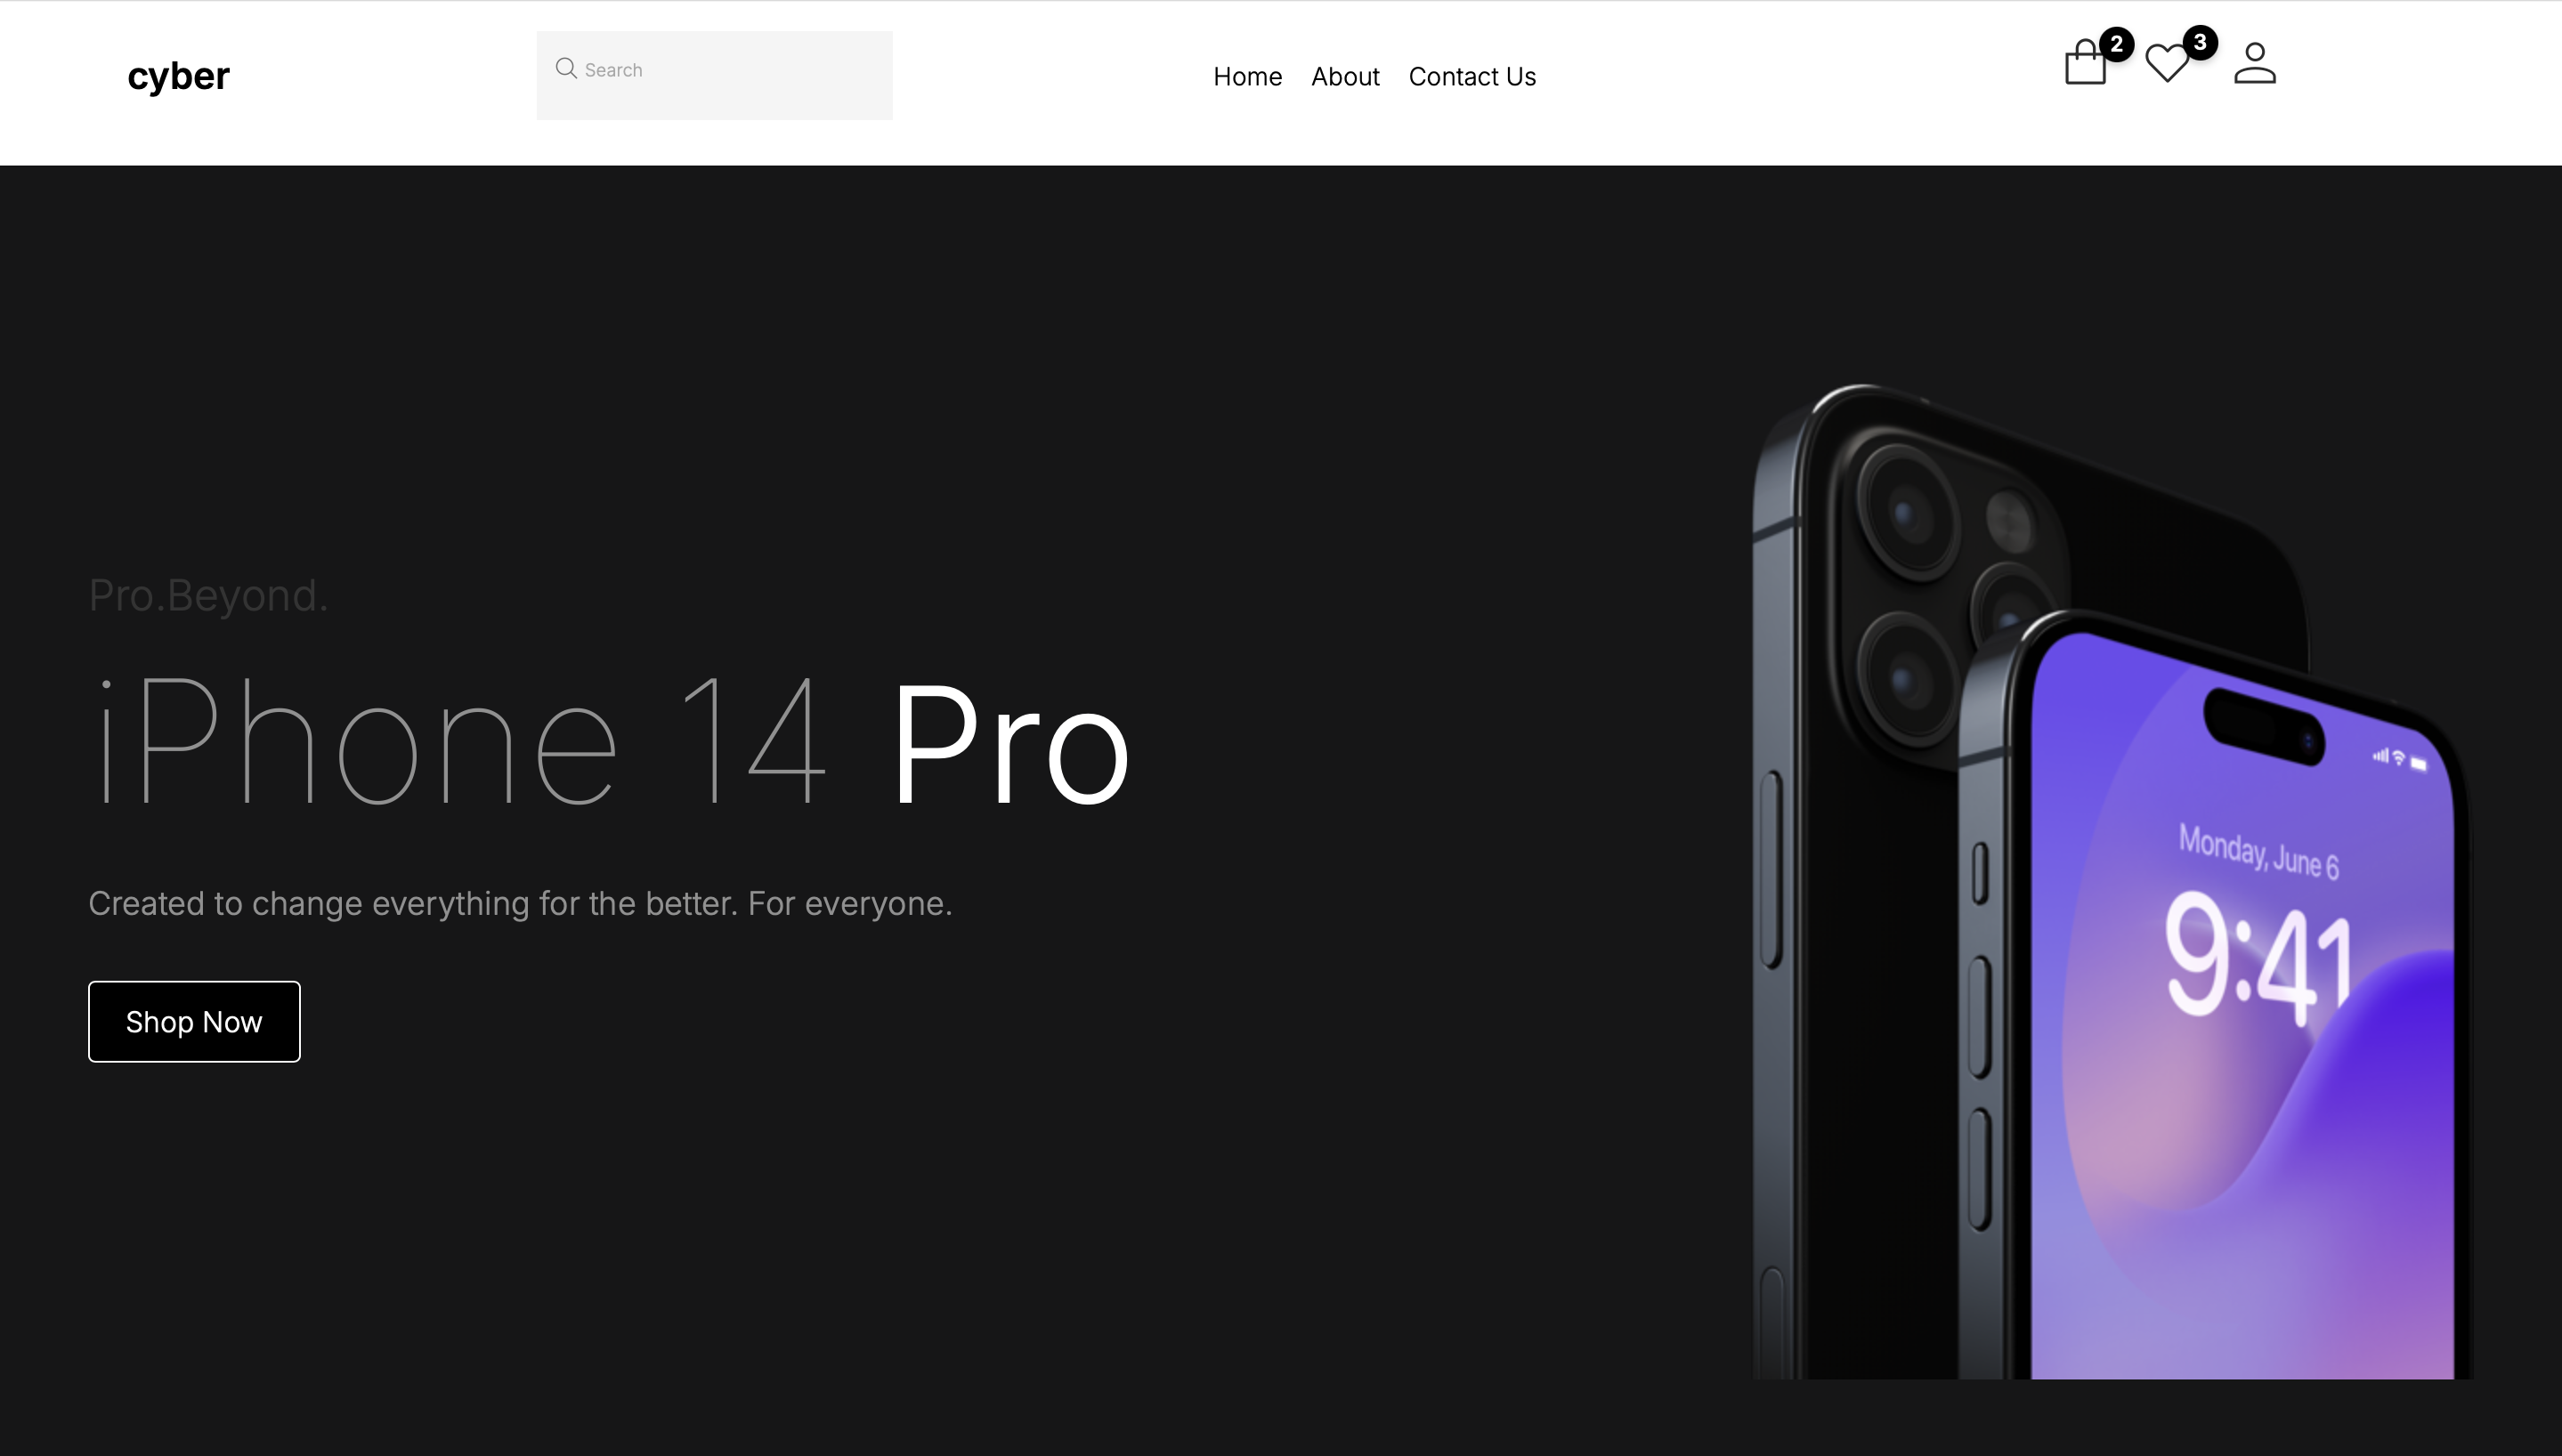 cyber
Search
Home About Contact Us
2
3
Pro.Beyond.
iPhone 14 Pro
Created to change everything for the better. For everyone.
Shop Now
Monday, June 6
9:41